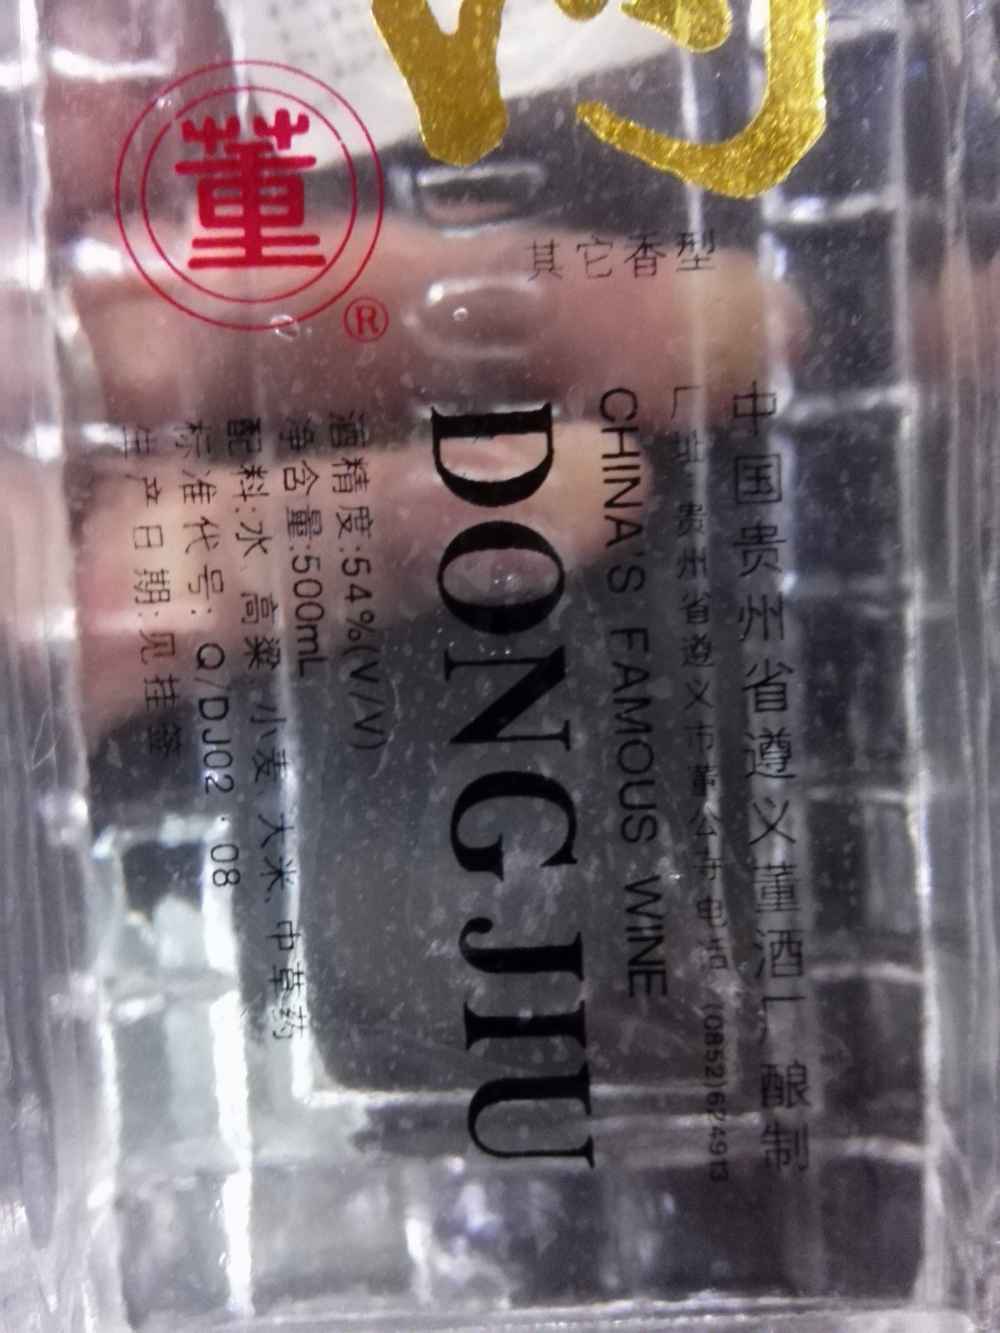 董
®
其它香型
中国贵州省遵义董酒厂酿制
厂址:贵州省遵义市董公寺 电话 (0852)624913
CHINA'S FAMOUS WINE
DONG JIU
酒精度:54%(V/V)
净含量:500mL
配料:水 高粱 小麦 大米 中草药
标准代号: Q/DJ02·08
生产日期:见挂签